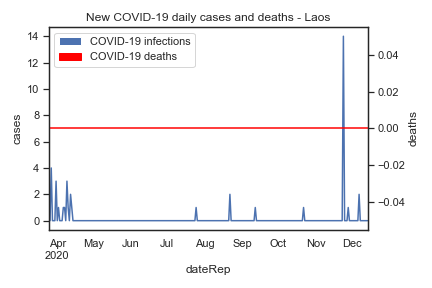 New COVID-19 daily cases and deaths - Laos
COVID-19 infections
COVID-19 deaths
cases
14
12
10
8
6
4
2
0
deaths
0.04
0.02
0.00
−0.02
−0.04
Apr May Jun Jul Aug Sep Oct Nov Dec
2020
dateRep